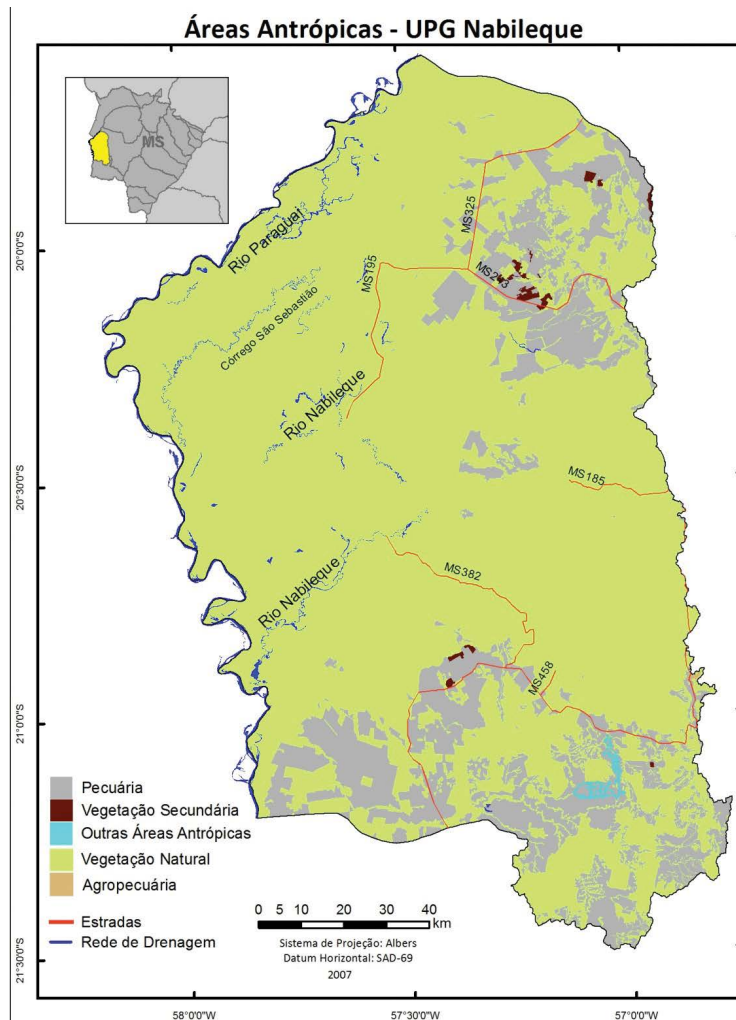 Áreas Antrópicas - UPG Nabileque
MS
20°0'0"S
20°30'0"S
21°0'0"S
21°30'0"S
Rio Paraguai
MS325
MS195
MS243
Córrego São Sebastião
Rio Nabileque
MS185
MS382
Rio Nabileque
MS458
Pecuária
Vegetação Secundária
Outras Áreas Antrópicas
Vegetação Natural
Agropecuária
Estradas
Rede de Drenagem
0 5 10 20 30 40
km
Sistema de Projeção: Albers
Datum Horizontal: SAD-69
2007
58°0'0"W
57°30'0"W
57°0'0"W